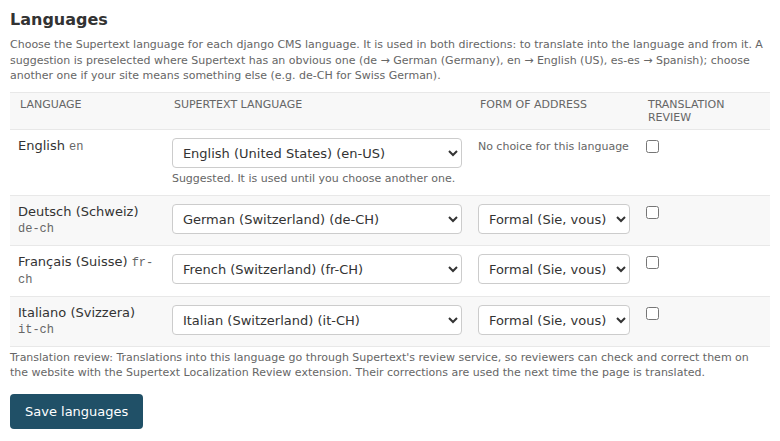 Languages
Choose the Supertext language for each django CMS language. It is used in both directions: to translate into the language and from it. A
suggestion is preselected where Supertext has an obvious one (de → German (Germany), en → English (US), es-es → Spanish); choose
another one if your site means something else (e.g. de-CH for Swiss German).
LANGUAGE SUPERTEXT LANGUAGE FORM OF ADDRESS TRANSLATION
REVIEW
English en English (United States) (en-US) No choice for this language
Suggested. It is used until you choose another one.
Deutsch (Schweiz) German (Switzerland) (de-CH) Formal (Sie, vous)
de-ch
Français (Suisse) fr- French (Switzerland) (fr-CH) Formal (Sie, vous)
ch
Italiano (Svizzera) Italian (Switzerland) (it-CH) Formal (Sie, vous)
it-ch
Translation review: Translations into this language go through Supertext's review service, so reviewers can check and correct them on
the website with the Supertext Localization Review extension. Their corrections are used the next time the page is translated.
Save languages